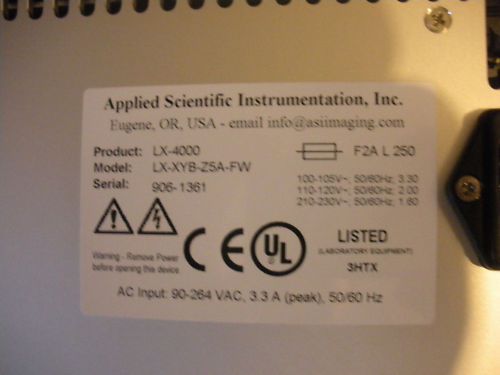 Applied Scientific Instrumentation, Inc.
Eugene, OR, USA - email info@asiimaging.com
Product: LX-4000
Model: LX-XYB-Z5A-FW
Serial: 906-1361
F2A L 250
100-105V~, 50/60Hz, 3.30
110-120V~, 50/60Hz, 2.00
210-230V~, 50/60Hz, 1.60
Warning - Remove Power
before opening this device
CE
UL
LISTED
(LABORATORY EQUIPMENT)
3HTX
AC Input: 90-264 VAC, 3.3 A (peak), 50/60 Hz